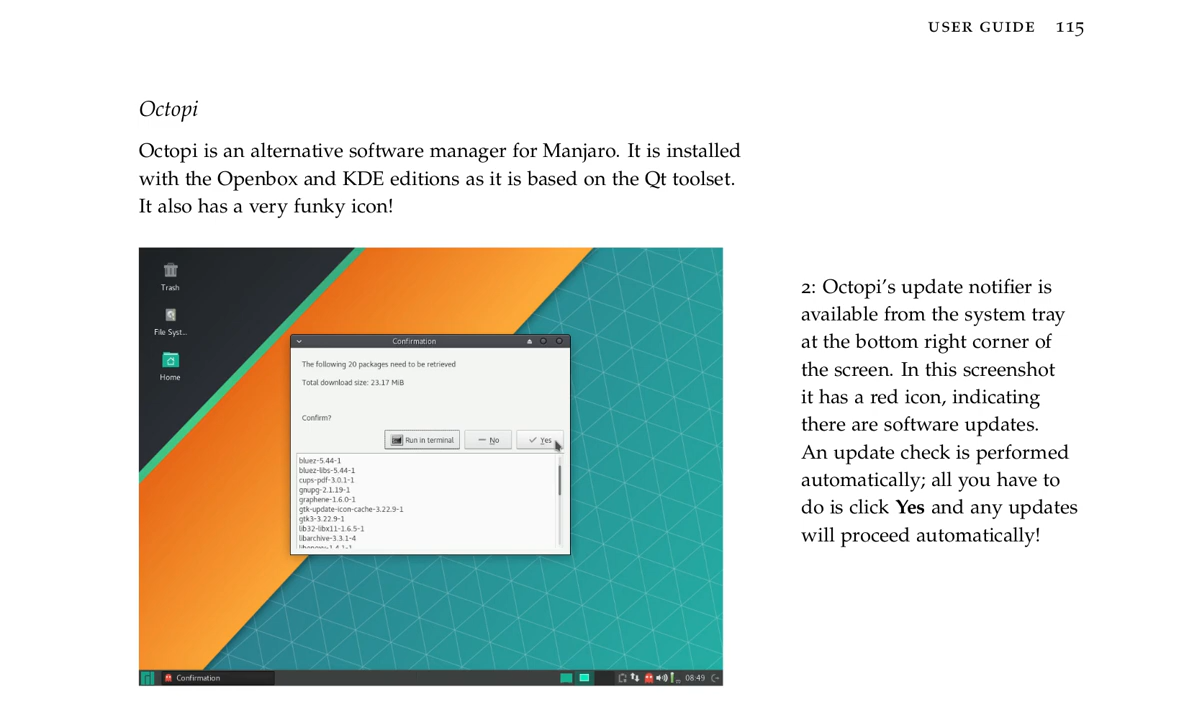 USER GUIDE 115
Octopi
Octopi is an alternative software manager for Manjaro. It is installed
with the Openbox and KDE editions as it is based on the Qt toolset.
It also has a very funky icon!
Trash
File Syst...
Home
Confirmation
The following 20 packages need to be retrieved
Total download size: 23.17 MiB
Confirm?
Run in terminal No Yes
bluez-5.44-1
bluez-libs-5.44-1
cups-pdf-3.0.1-1
gnupg-2.1.19-1
graphene-1.6.0-1
gtk-update-icon-cache-3.22.9-1
gtk3-3.22.9-1
lib32-libx11-1.6.5-1
libarchive-3.3.1-4
Confirmation 08:49
2: Octopi's update notifier is
available from the system tray
at the bottom right corner of
the screen. In this screenshot
it has a red icon, indicating
there are software updates.
An update check is performed
automatically; all you have to
do is click Yes and any updates
will proceed automatically!